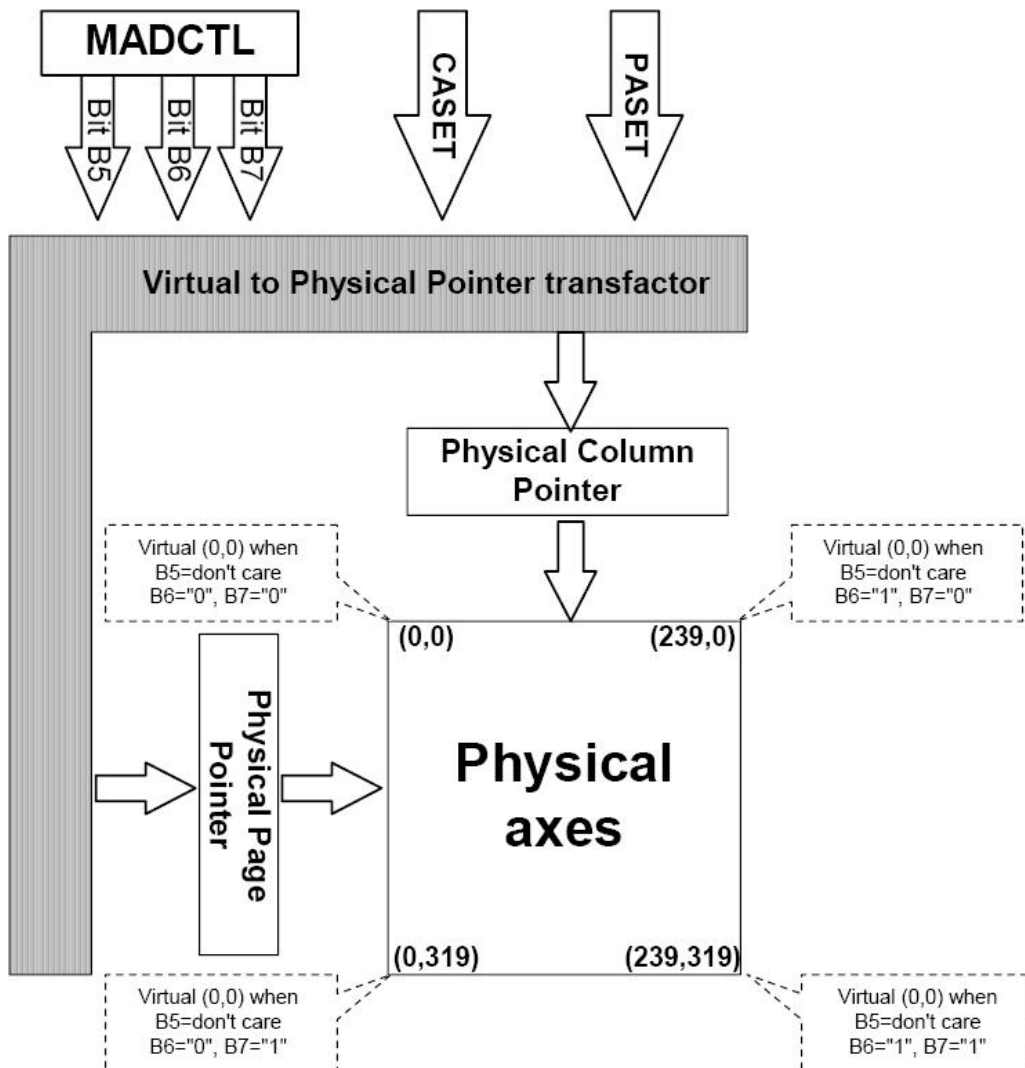 MADCTL
Bit B5
Bit B6
Bit B7
CASET
PASET
Virtual to Physical Pointer transfactor
Physical Column
Pointer
Virtual (0,0) when
B5=don't care
B6="0", B7="0"
Virtual (0,0) when
B5=don't care
B6="1", B7="0"
(0,0)
(239,0)
Physical Page
Pointer
Physical
axes
(0,319)
(239,319)
Virtual (0,0) when
B5=don't care
B6="0", B7="1"
Virtual (0,0) when
B5=don't care
B6="1", B7="1"